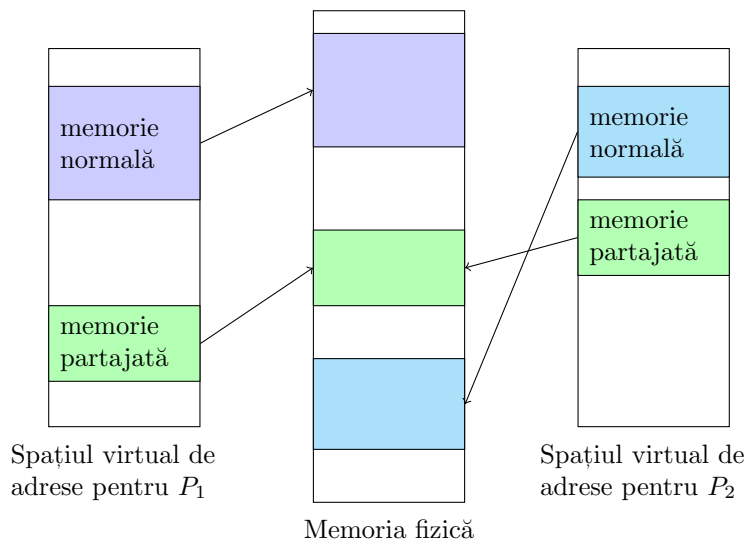 memorie
normală
memorie
partajată
Spațiul virtual de
adrese pentru P₁
Memoria fizică
memorie
normală
memorie
partajată
Spațiul virtual de
adrese pentru P₂